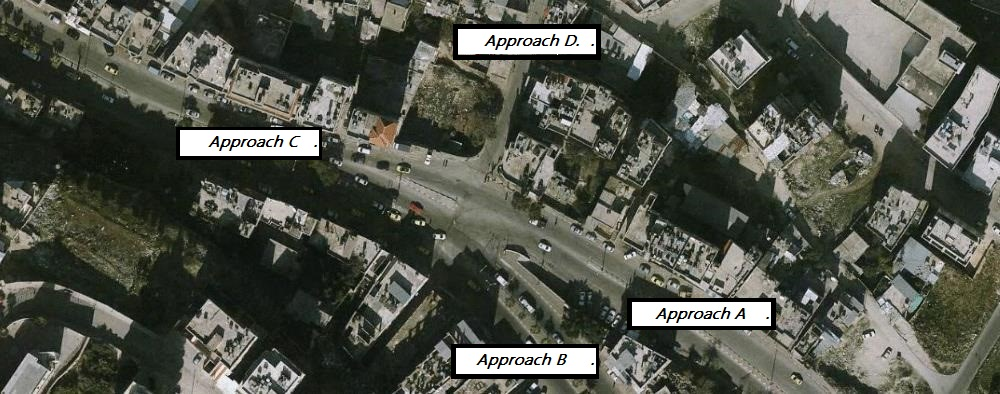 Approach D. .
Approach C .
Approach A .
Approach B .